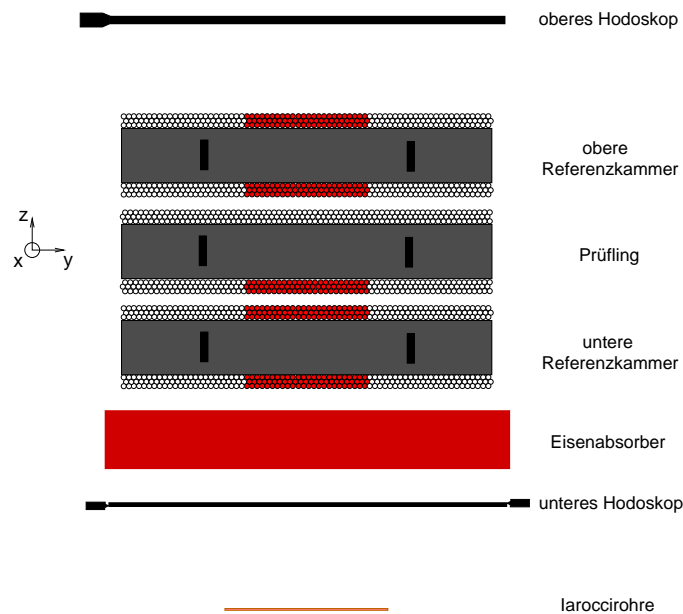 oberes Hodoskop
obere
Referenzkammer
z
x
y
Prüfling
untere
Referenzkammer
Eisenabsorber
unteres Hodoskop
Iaroccirohre